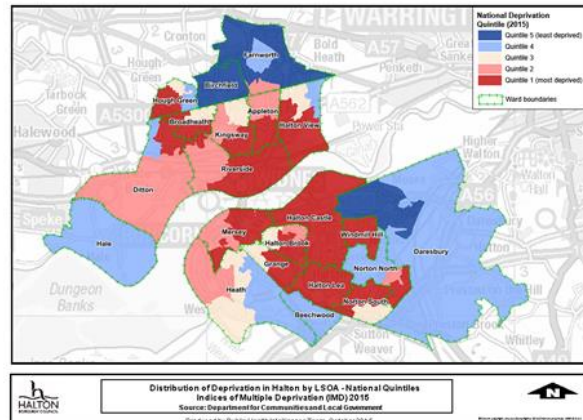 WARRINGTON
National Deprivation
Quintile (2015)
Quintile 5 (least deprived)
Quintile 4
Quintile 3
Quintile 2
Quintile 1 (most deprived)
Ward boundaries
Cronton
Hough
Green
Bold
Heath
A57
Penketh
Farnworth
Birchfield
Tarbock
Green
Hough Green
A5300
Halewood
Broadheath
Appleton
A562
Halton View
Kingsway
Power Sta
Higher
Walton
Riverside
Ditton
A56
Hale
Halton Castle
Mersey
Windmill Hill
Halton Brook
Daresbury
Grange
Norton North
Dungeon
Banks
Halton Lea
Heath
Norton South
Beechwood
Sutton
Weaver
Whitley
HALTON
BOROUGH COUNCIL
Distribution of Deprivation in Halton by LSOA - National Quintiles
Indices of Multiple Deprivation (IMD) 2015
Source: Department for Communities and Local Government
N